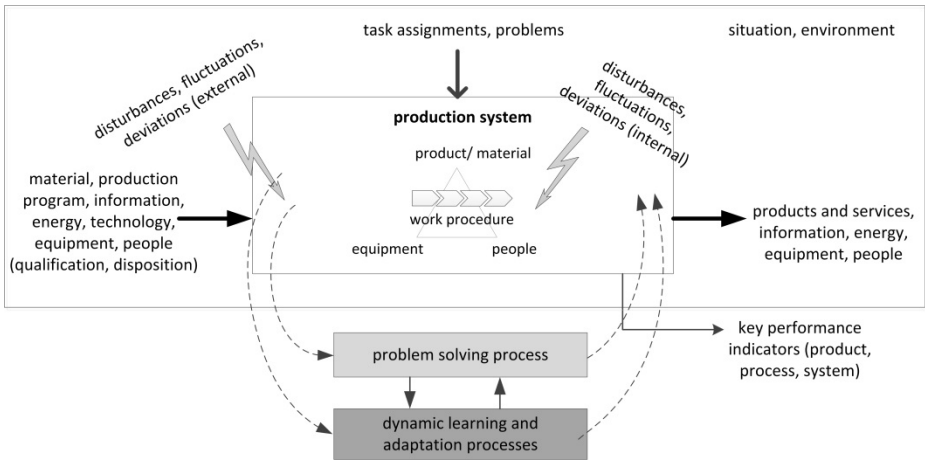 task assignments, problems
situation, environment
disturbances, fluctuations,
deviations (external)
disturbances,
fluctuations,
deviations (internal)
production system
product/ material
work procedure
equipment
people
material, production
program, information,
energy, technology,
equipment, people
(qualification, disposition)
products and services,
information, energy,
equipment, people
key performance
indicators (product,
process, system)
problem solving process
dynamic learning and
adaptation processes